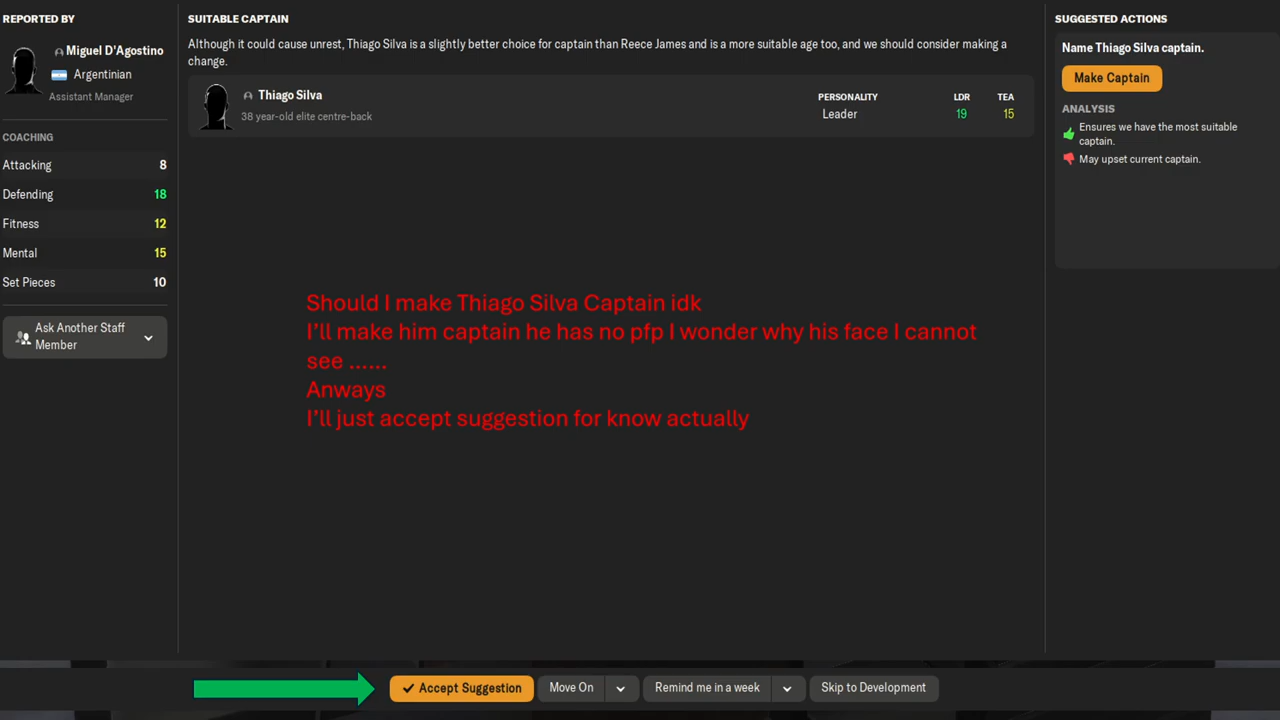 REPORTED BY
Miguel D'Agostino
Argentinian
Assistant Manager
COACHING
Attacking 8
Defending 18
Fitness 12
Mental 15
Set Pieces 10
Ask Another Staff
Member
SUITABLE CAPTAIN
Although it could cause unrest, Thiago Silva is a slightly better choice for captain than Reece James and is a more suitable age too, and we should consider making a
change.
Thiago Silva
38 year-old elite centre-back
PERSONALITY LDR TEA
Leader 19 15
Should I make Thiago Silva Captain idk
I'll make him captain he has no pfp I wonder why his face I cannot
see ......
Anways
I'll just accept suggestion for know actually
SUGGESTED ACTIONS
Name Thiago Silva captain.
Make Captain
ANALYSIS
Ensures we have the most suitable
captain.
May upset current captain.
Accept Suggestion Move On Remind me in a week Skip to Development